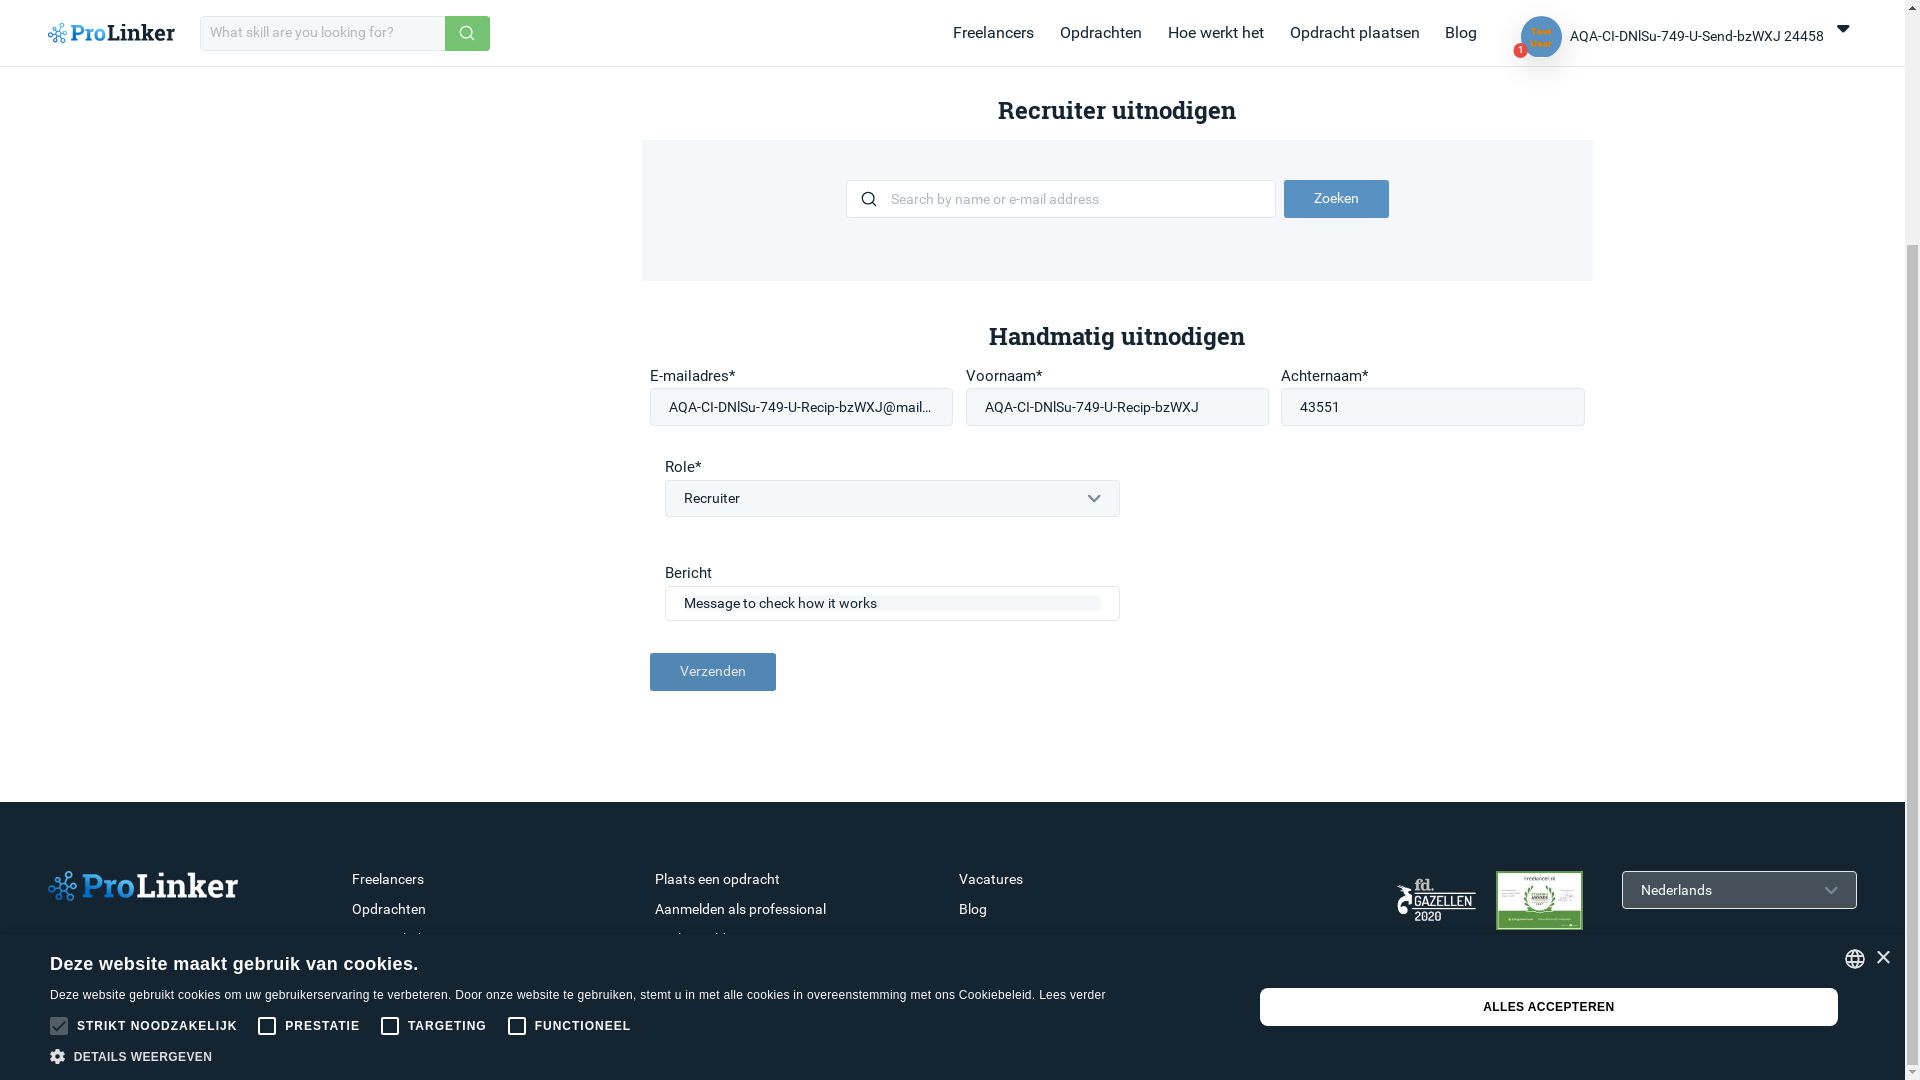 ProLinker
What skill are you looking for?
Freelancers
Opdrachten
Hoe werkt het
Opdracht plaatsen
Blog
1
AQA-CI-DNlSu-749-U-Send-bzWXJ 24458
Recruiter uitnodigen
Search by name or e-mail address
Zoeken
Handmatig uitnodigen
E-mailadres*
Voornaam*
Achternaam*
AQA-CI-DNlSu-749-U-Recip-bzWXJ@mail...
AQA-CI-DNlSu-749-U-Recip-bzWXJ
43551
Role*
Recruiter
Bericht
Message to check how it works
Verzenden
ProLinker
Freelancers
Plaats een opdracht
Vacatures
Opdrachten
Aanmelden als professional
Blog
fd.
GAZELLEN
2020
Freelancer.nl
Nederlands
Deze website maakt gebruik van cookies.
Deze website gebruikt cookies om uw gebruikerservaring te verbeteren. Door onze website te gebruiken, stemt u in met alle cookies in overeenstemming met ons Cookiebeleid. Lees verder
STRIKT NOODZAKELIJK
PRESTATIE
TARGETING
FUNCTIONEEL
DETAILS WEERGEVEN
ALLES ACCEPTEREN